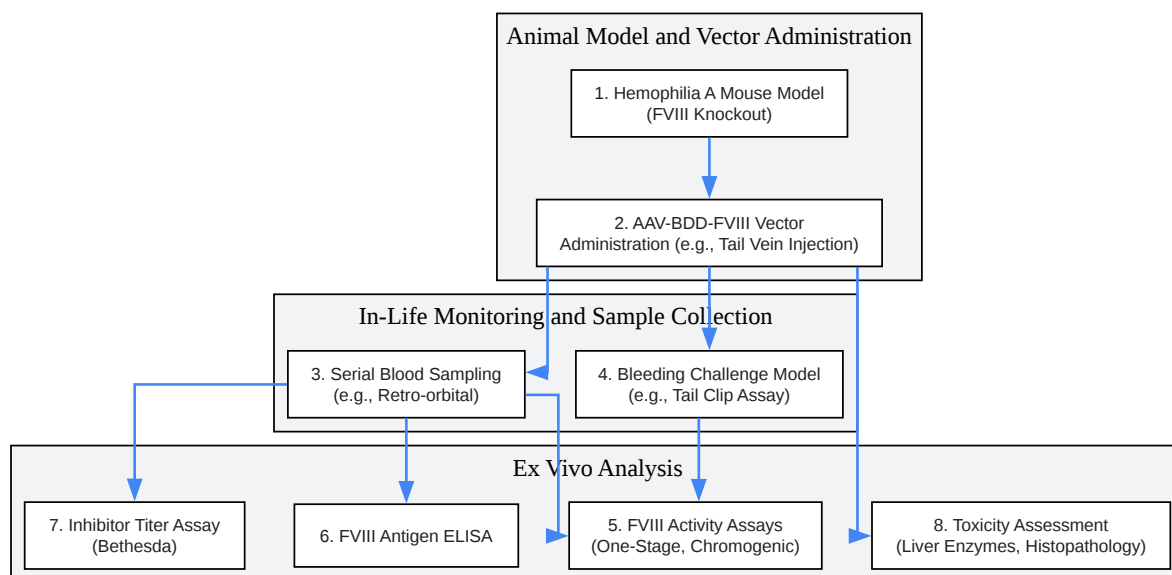 Animal Model and Vector Administration
1. Hemophilia A Mouse Model
(FVIII Knockout)
2. AAV-BDD-FVIII Vector
Administration (e.g., Tail Vein Injection)
In-Life Monitoring and Sample Collection
3. Serial Blood Sampling
(e.g., Retro-orbital)
4. Bleeding Challenge Model
(e.g., Tail Clip Assay)
Ex Vivo Analysis
7. Inhibitor Titer Assay
(Bethesda)
6. FVIII Antigen ELISA
5. FVIII Activity Assays
(One-Stage, Chromogenic)
8. Toxicity Assessment
(Liver Enzymes, Histopathology)